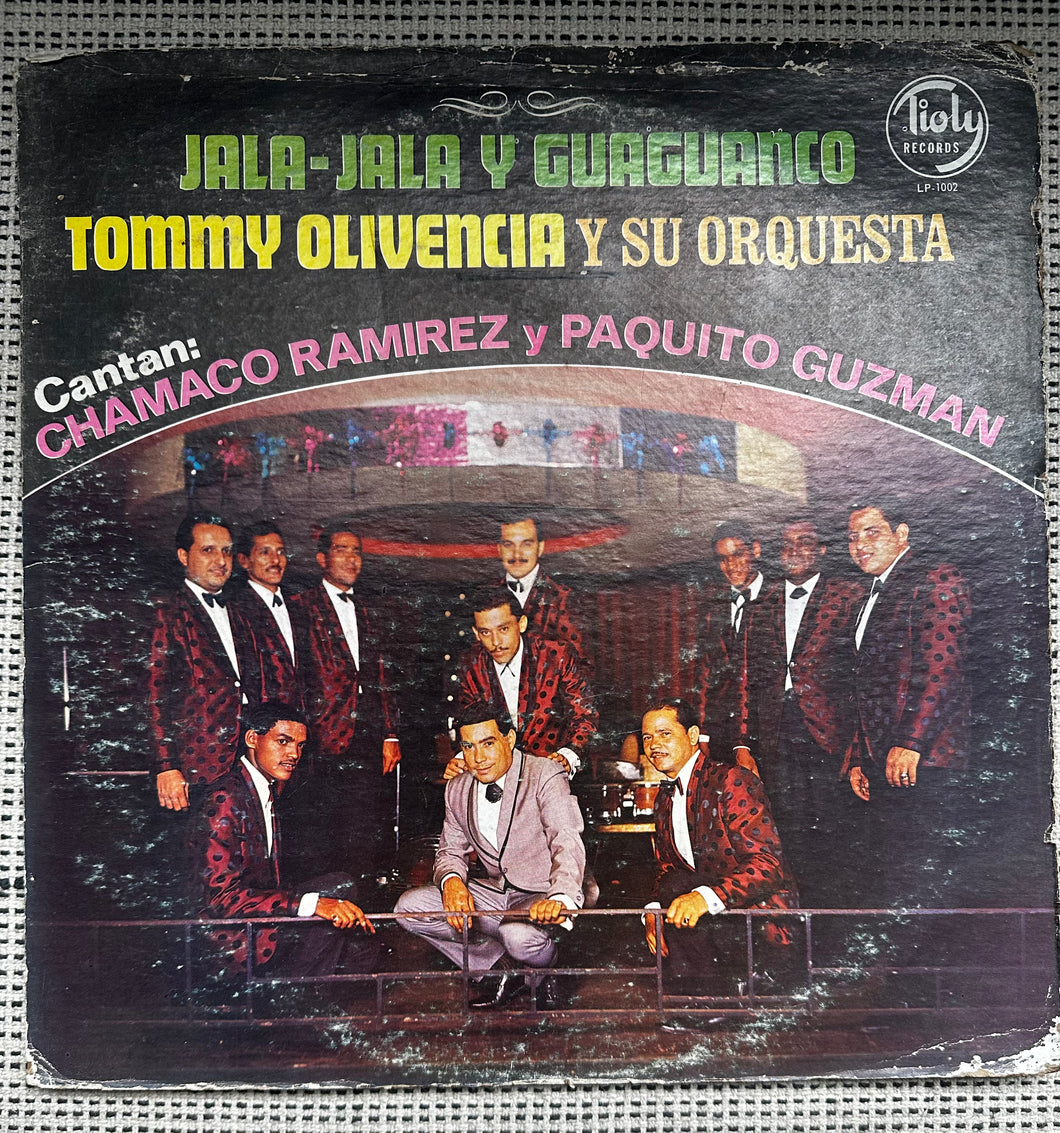 Tioly
RECORDS
LP-1002
JALA-JALA Y GUAGUANCO
TOMMY OLIVENCIA Y SU ORQUESTA
Cantan:
CHAMACO RAMIREZ y PAQUITO GUZMAN